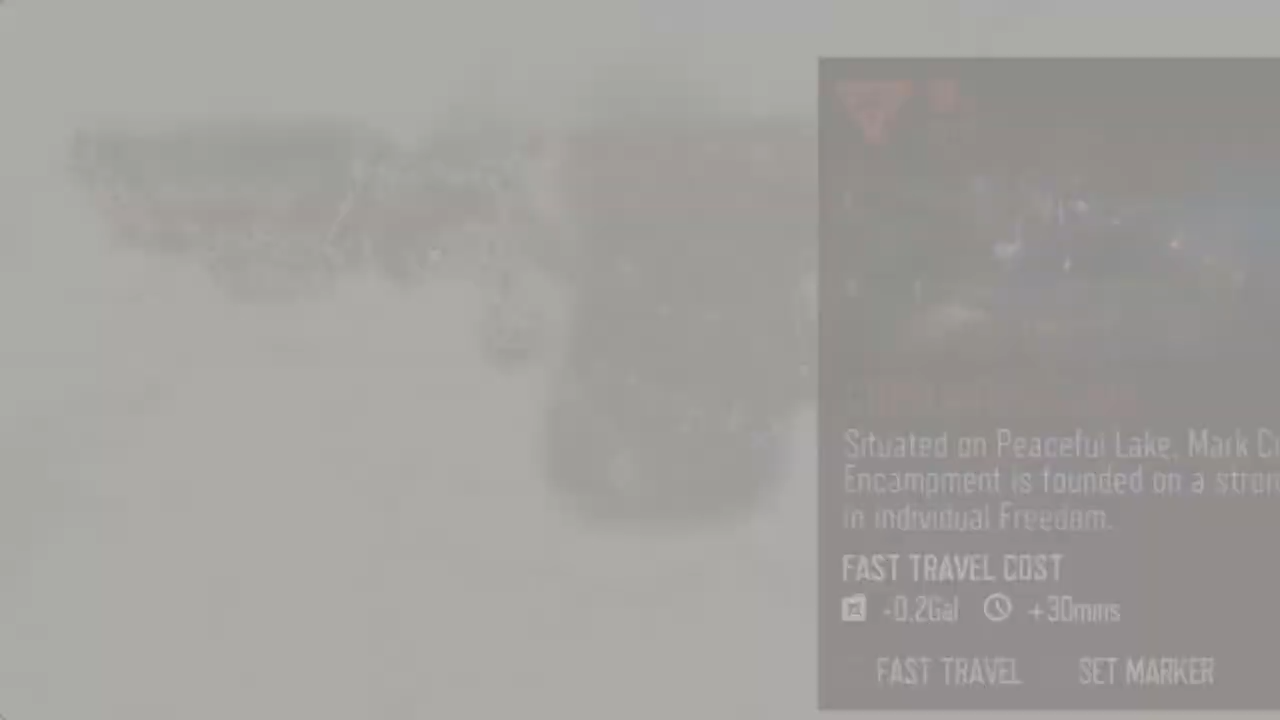 Situated on Peaceful Lake, Mark
Encampment is founded on a
in individual Freedom.
FAST TRAVEL COST
-0.2Gal +30mins
FAST TRAVEL SET MARKER